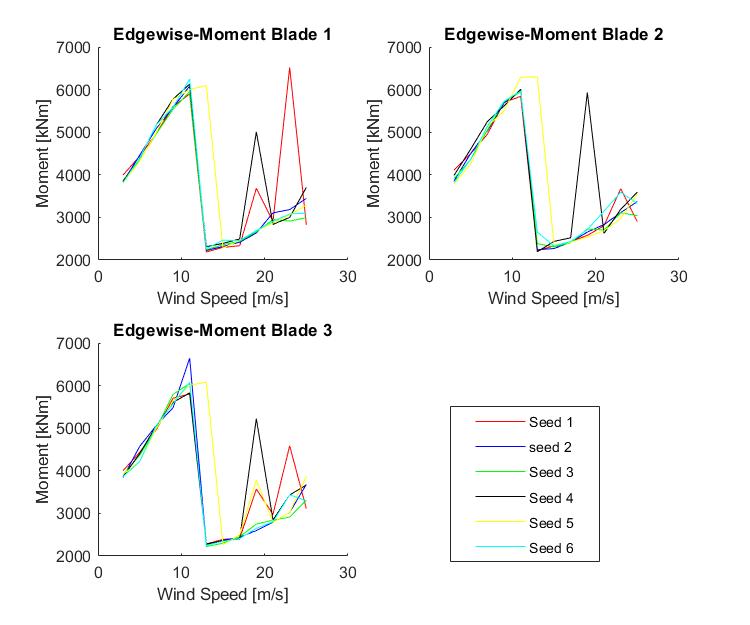 Edgewise-Moment Blade 1
7000
6000
5000
4000
3000
2000
Moment [kNm]
0
10
20
30
Wind Speed [m/s]
Edgewise-Moment Blade 2
7000
6000
5000
4000
3000
2000
Moment [kNm]
0
10
20
30
Wind Speed [m/s]
Edgewise-Moment Blade 3
7000
6000
5000
4000
3000
2000
Moment [kNm]
0
10
20
30
Wind Speed [m/s]
Seed 1
seed 2
Seed 3
Seed 4
Seed 5
Seed 6